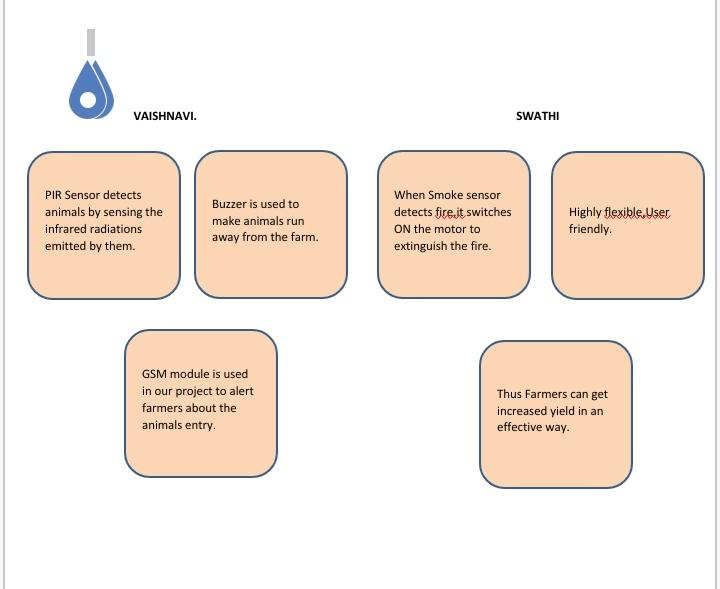 VAISHNAVI.
SWATHI
PIR Sensor detects
animals by sensing the
infrared radiations
emitted by them.
Buzzer is used to
make animals run
away from the farm.
When Smoke sensor
detects fire,it switches
ON the motor to
extinguish the fire.
Highly flexible,User
friendly.
GSM module is used
in our project to alert
farmers about the
animals entry.
Thus Farmers can get
increased yield in an
effective way.